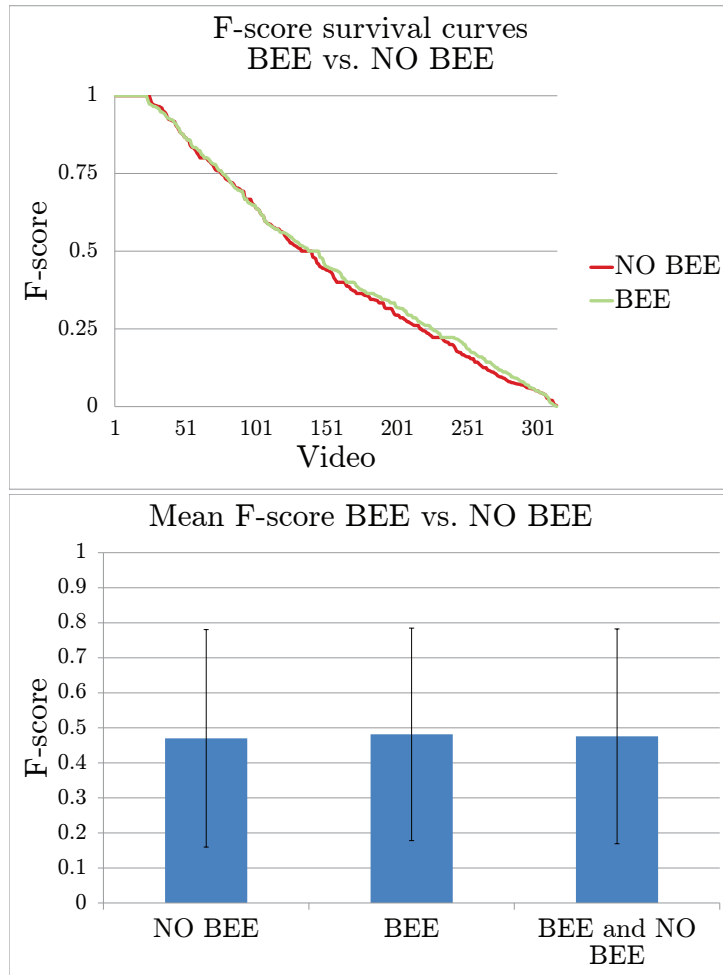 F-score survival curves
BEE vs. NO BEE
1
0.75
0.5
0.25
0
F-score
1 51 101 151 201 251 301
Video
NO BEE
BEE
Mean F-score BEE vs. NO BEE
1
0.9
0.8
0.7
0.6
0.5
0.4
0.3
0.2
0.1
0
F-score
NO BEE BEE BEE and NO
BEE